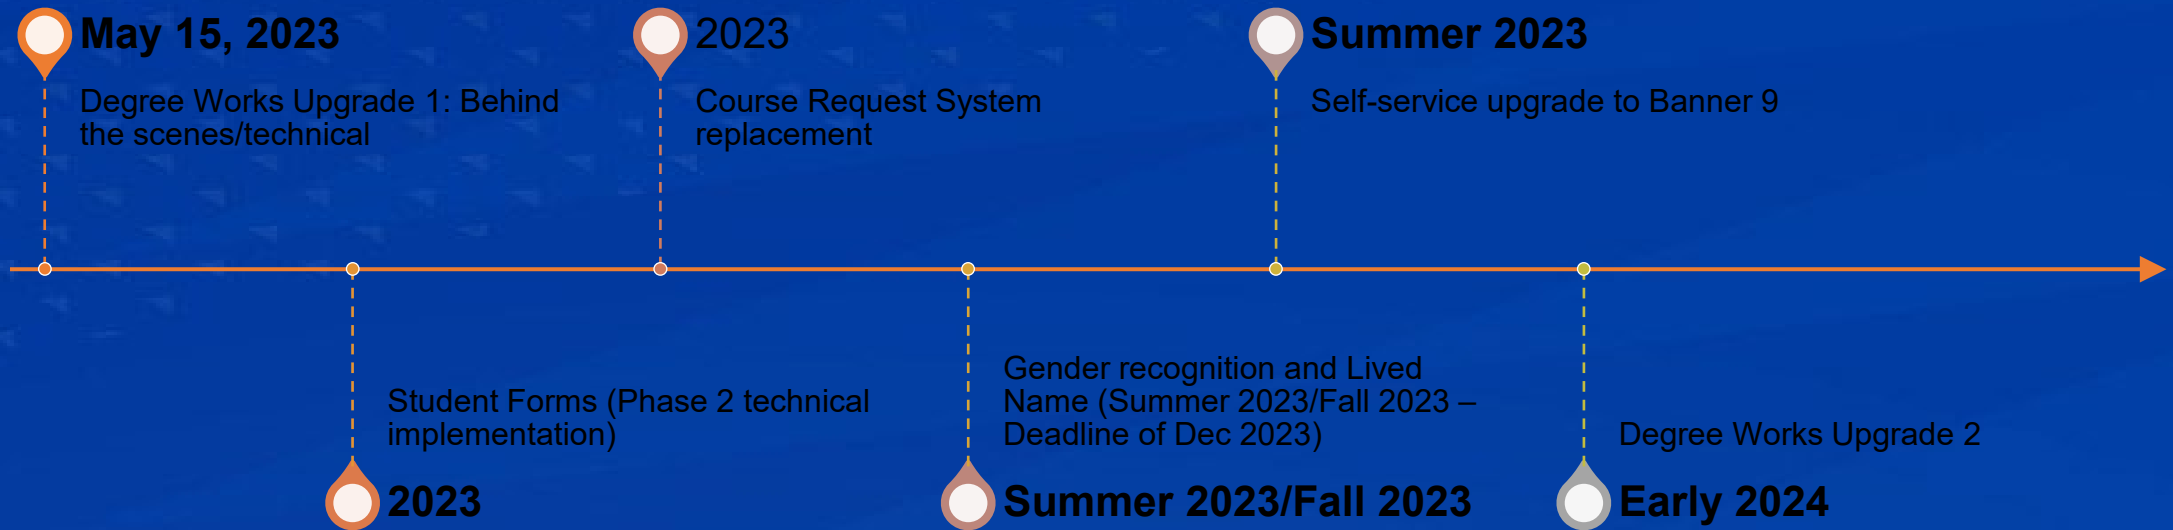 May 15, 2023
Degree Works Upgrade 1: Behind
the scenes/technical
Student Forms (Phase 2 technical
implementation)
2023
2023
Course Request System
replacement
Gender recognition and Lived
Name (Summer 2023/Fall 2023 –
Deadline of Dec 2023)
Summer 2023/Fall 2023
Summer 2023
Self-service upgrade to Banner 9
Degree Works Upgrade 2
Early 2024